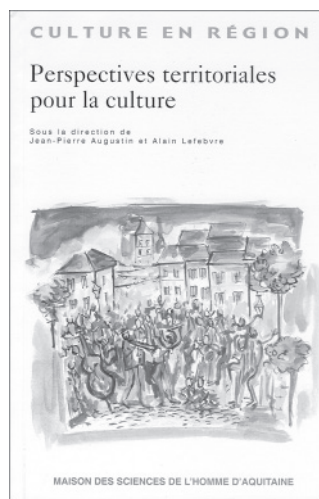 CULTURE EN RÉGION
Perspectives territoriales
pour la culture
Sous la direction de
Jean-Pierre Augustin et Alain Lefebvre
MAISON DES SCIENCES DE L'HOMME D'AQUITAINE